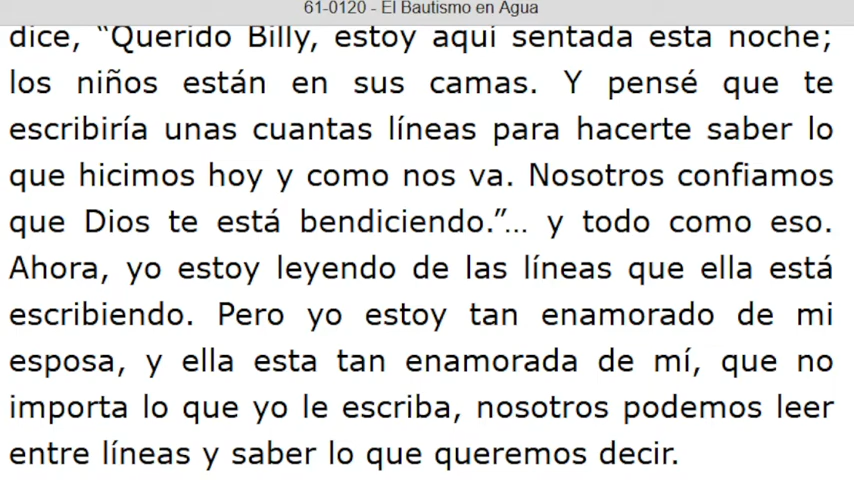 61-0120 - El Bautismo en Agua
dice, “Querido Billy, estoy aquí sentada esta noche;
los niños están en sus camas. Y pensé que te
escribiría unas cuantas líneas para hacerte saber lo
que hicimos hoy y como nos va. Nosotros confiamos
que Dios te está bendiciendo.”… y todo como eso.
Ahora, yo estoy leyendo de las líneas que ella está
escribiendo. Pero yo estoy tan enamorado de mi
esposa, y ella esta tan enamorada de mí, que no
importa lo que yo le escriba, nosotros podemos leer
entre líneas y saber lo que queremos decir.